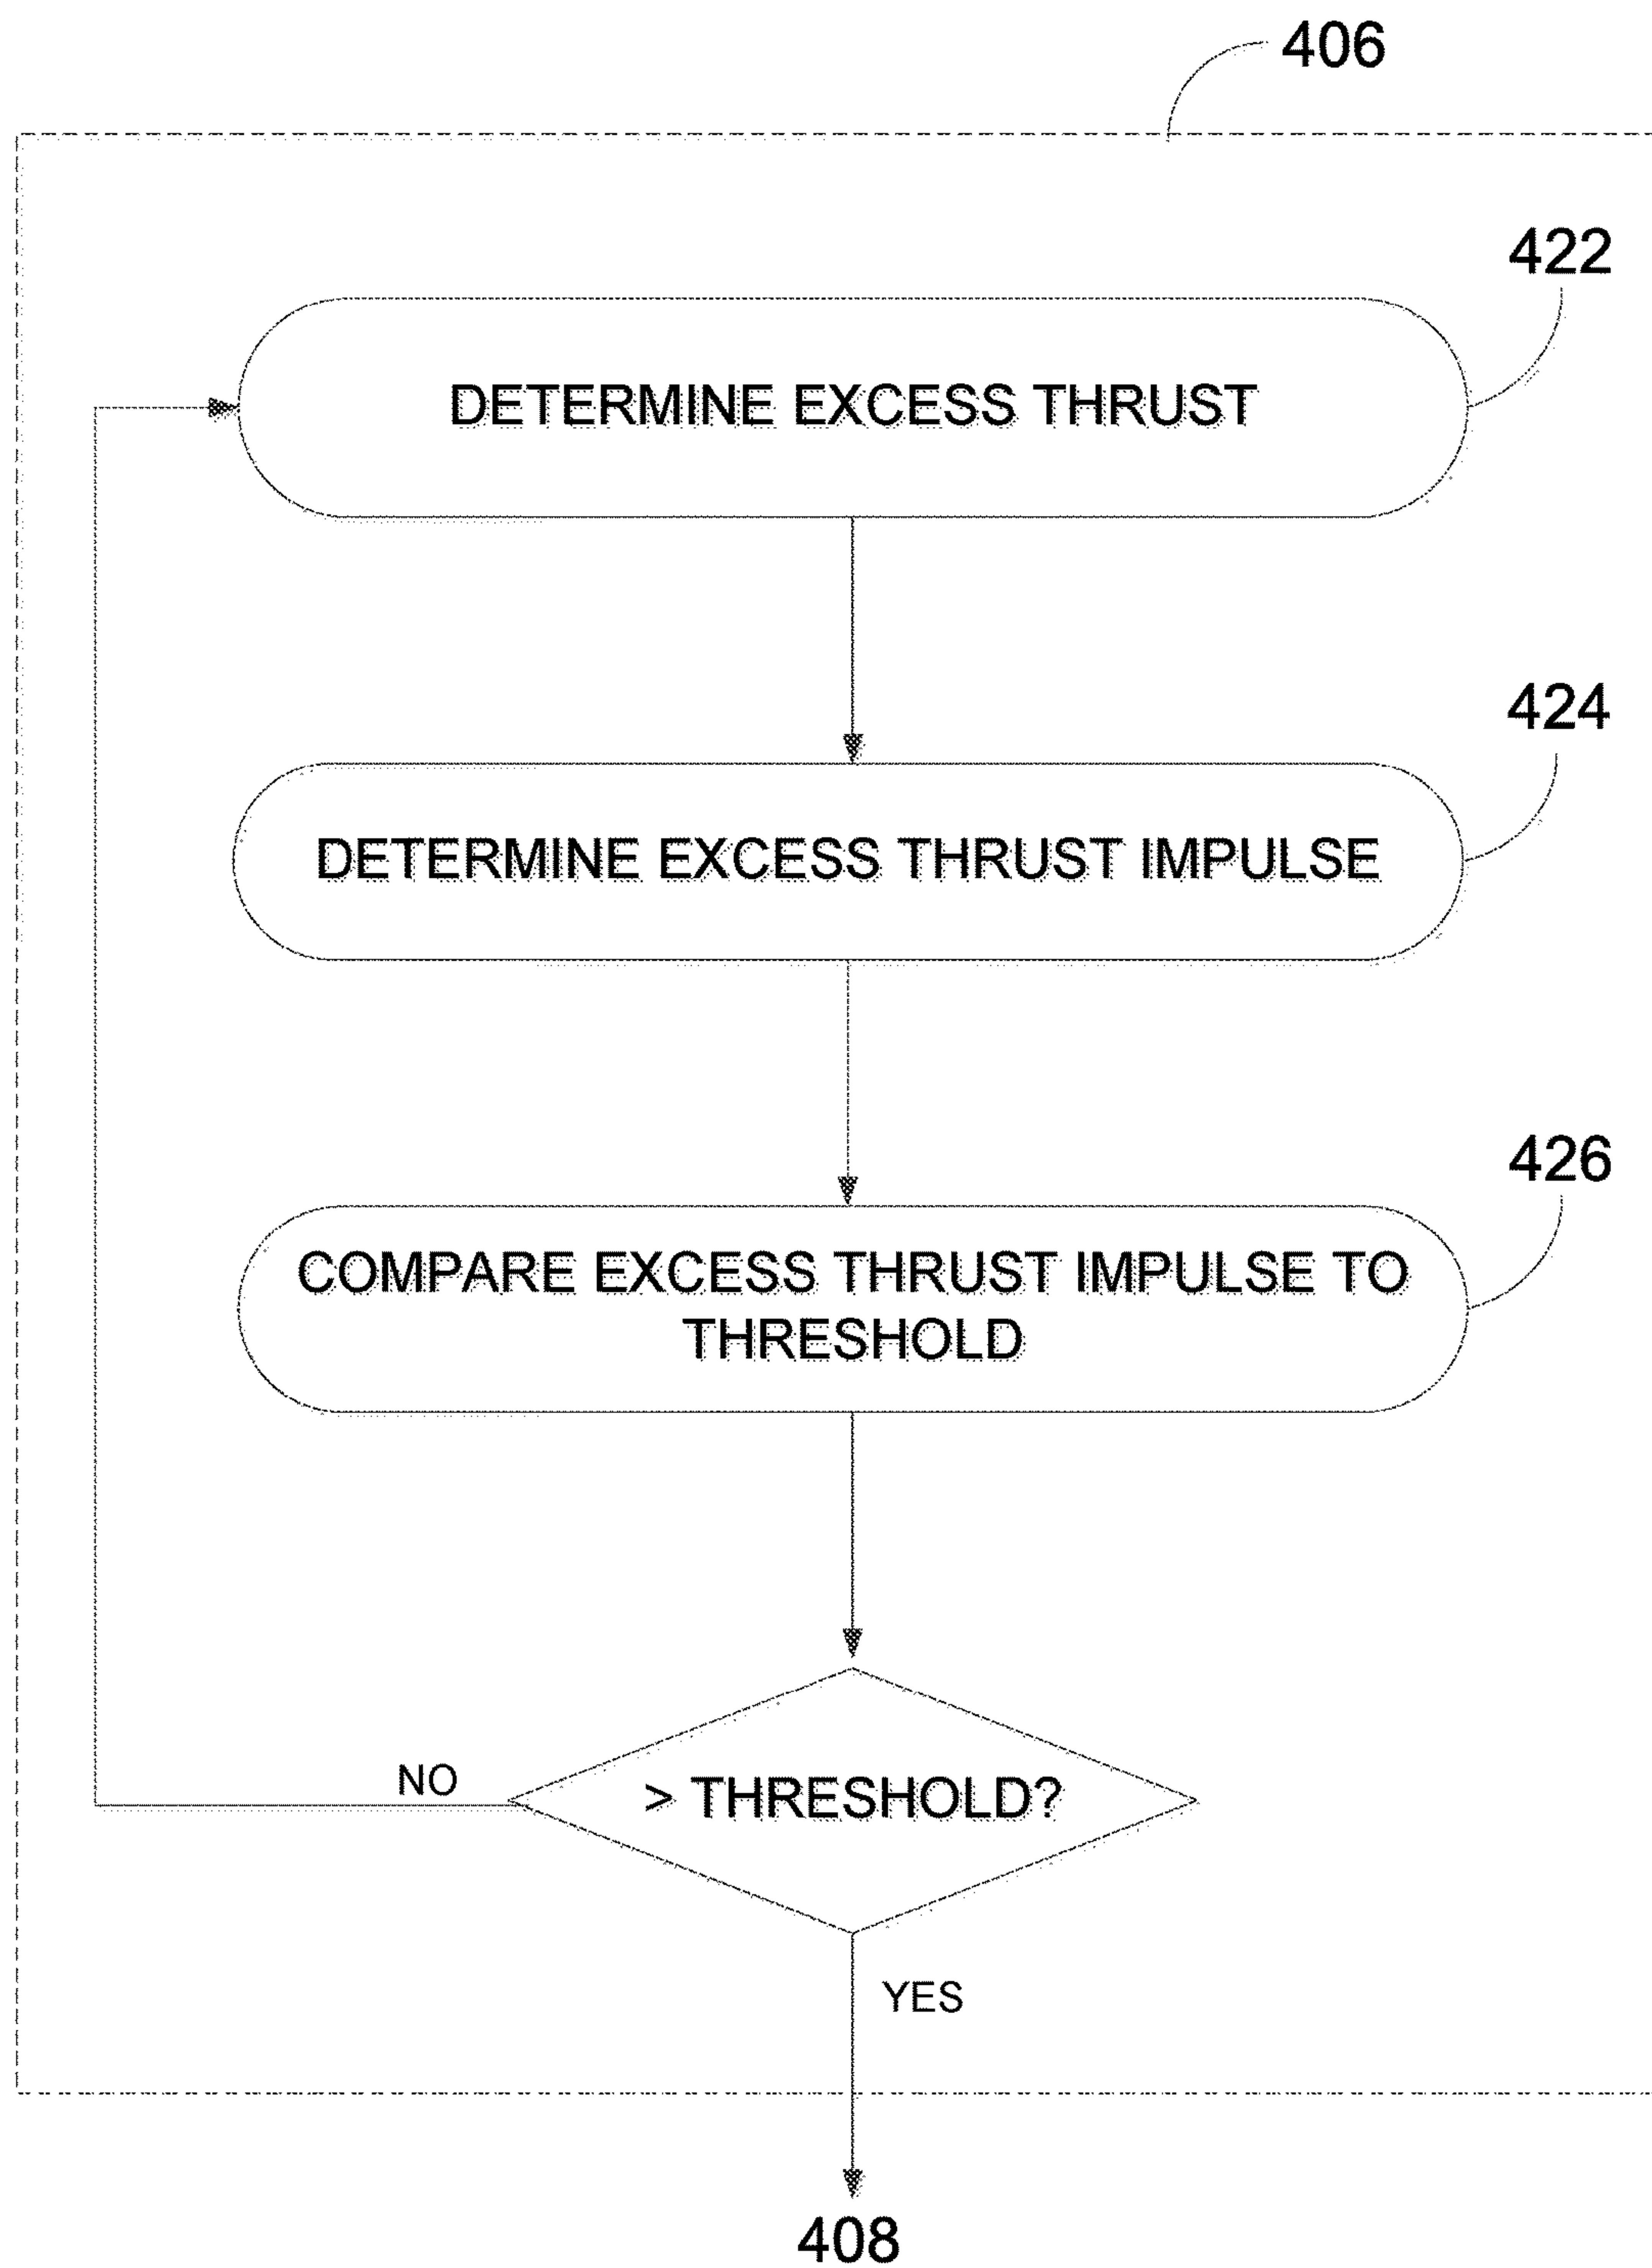 406
422
DETERMINE EXCESS THRUST
424
DETERMINE EXCESS THRUST IMPULSE
426
COMPARE EXCESS THRUST IMPULSE TO
THRESHOLD
NO
> THRESHOLD?
YES
408